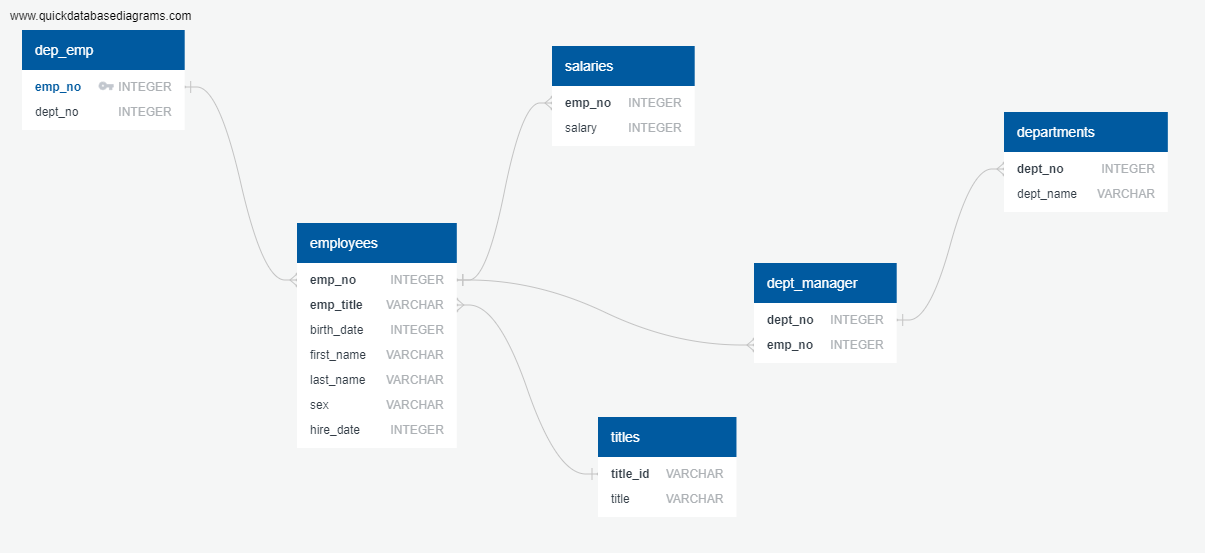 www.quickdatabasediagrams.com
dep_emp
emp_no INTEGER
dept_no INTEGER
salaries
emp_no INTEGER
salary INTEGER
departments
dept_no INTEGER
dept_name VARCHAR
employees
emp_no INTEGER
emp_title VARCHAR
birth_date INTEGER
first_name VARCHAR
last_name VARCHAR
sex VARCHAR
hire_date INTEGER
dept_manager
dept_no INTEGER
emp_no INTEGER
titles
title_id VARCHAR
title VARCHAR